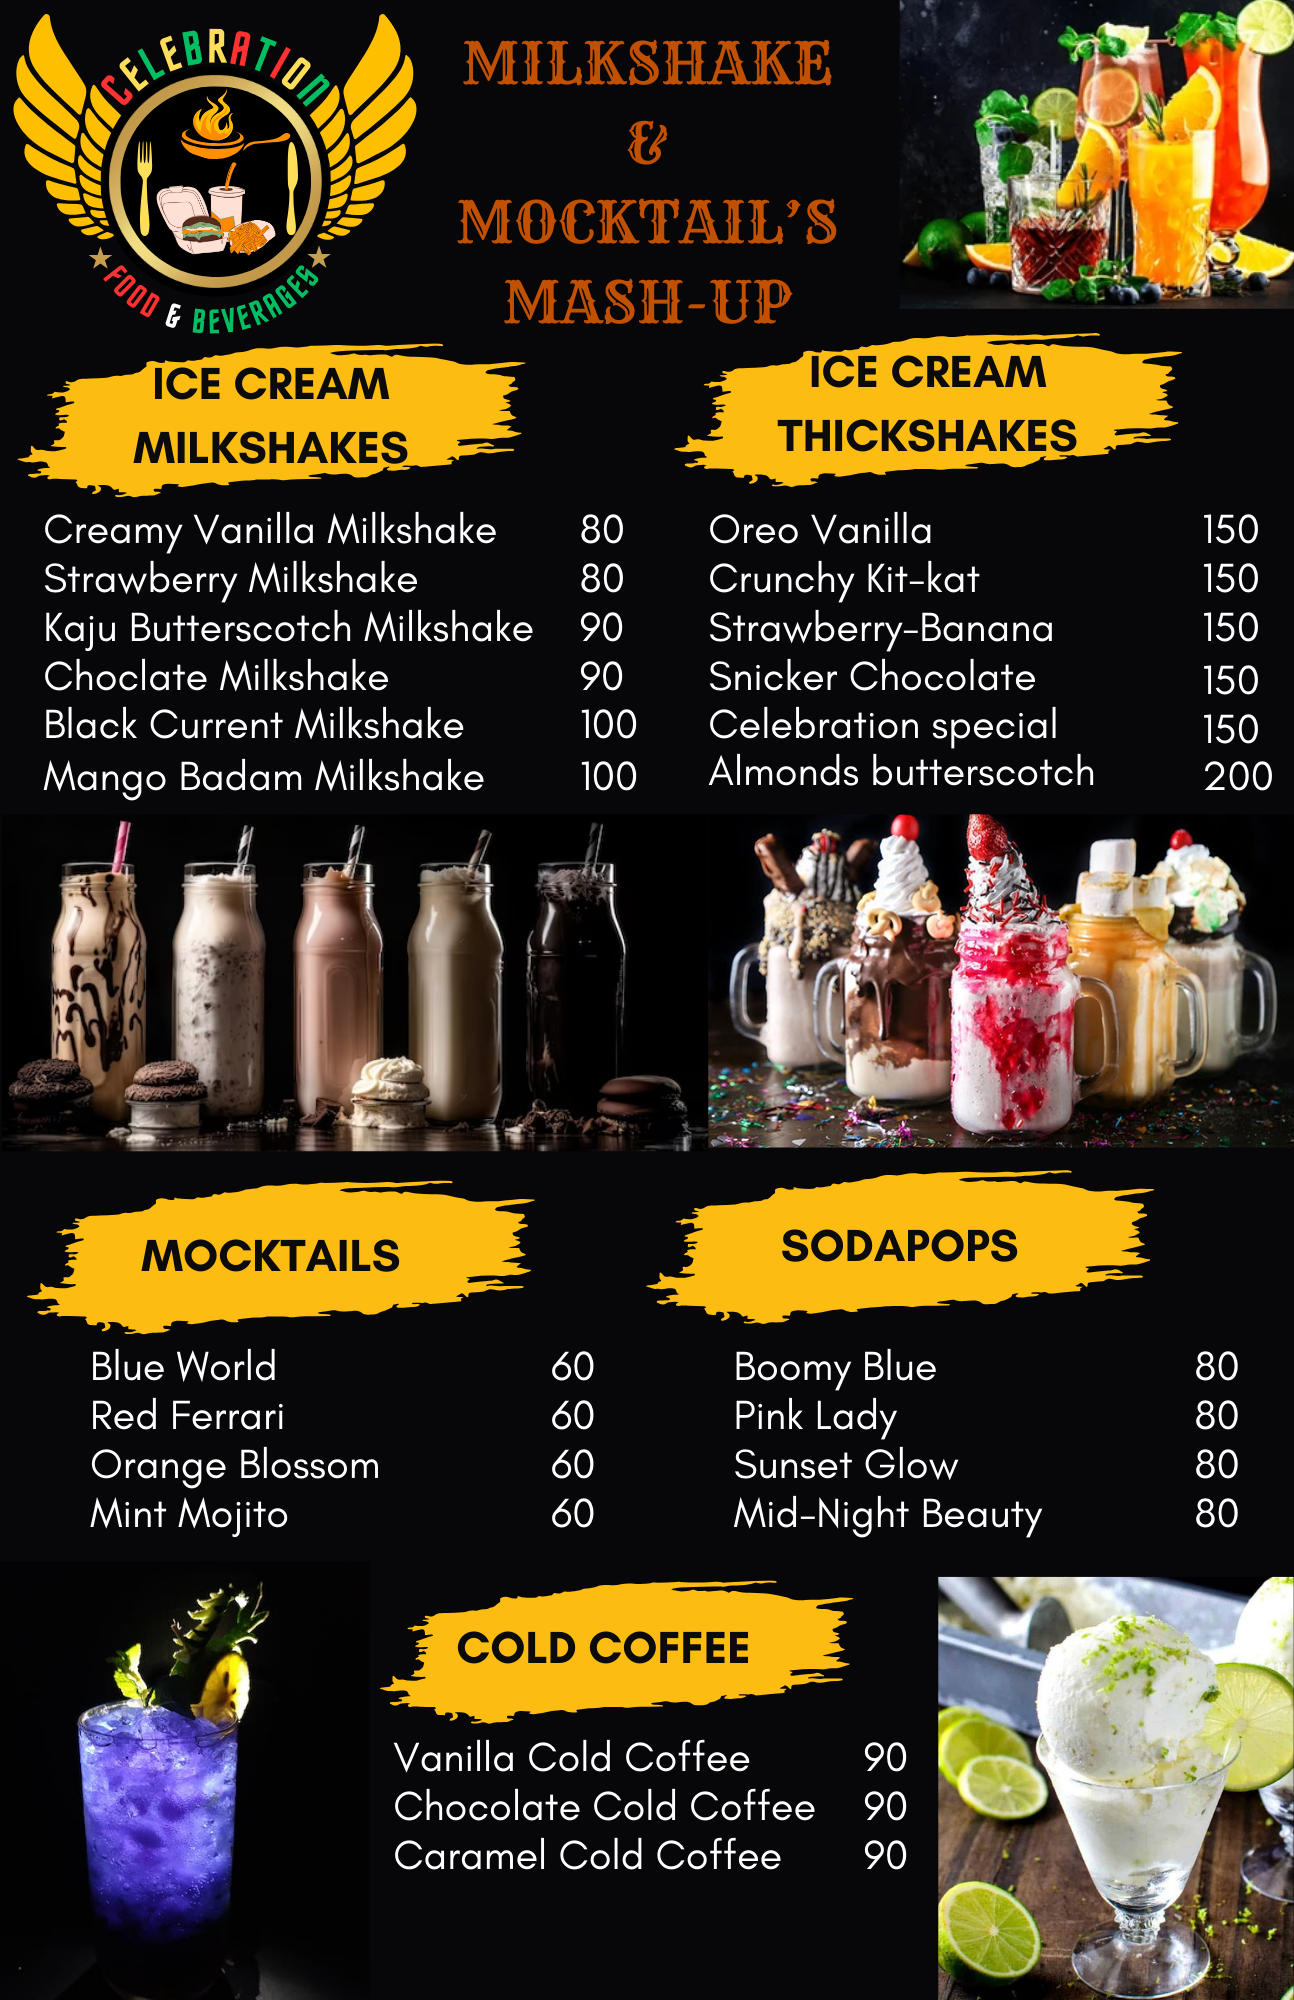 CELEBRATION
FOOD & BEVERAGES
MILKSHAKE
&
MOCKTAIL'S
MASH-UP
ICE CREAM
MILKSHAKES
Creamy Vanilla Milkshake 80
Strawberry Milkshake 80
Kaju Butterscotch Milkshake 90
Choclate Milkshake 90
Black Current Milkshake 100
Mango Badam Milkshake 100
ICE CREAM
THICKSHAKES
Oreo Vanilla 150
Crunchy Kit-kat 150
Strawberry-Banana 150
Snicker Chocolate 150
Celebration special 150
Almonds butterscotch 200
MOCKTAILS
Blue World 60
Red Ferrari 60
Orange Blossom 60
Mint Mojito 60
SODAPOPS
Boomy Blue 80
Pink Lady 80
Sunset Glow 80
Mid-Night Beauty 80
COLD COFFEE
Vanilla Cold Coffee 90
Chocolate Cold Coffee 90
Caramel Cold Coffee 90